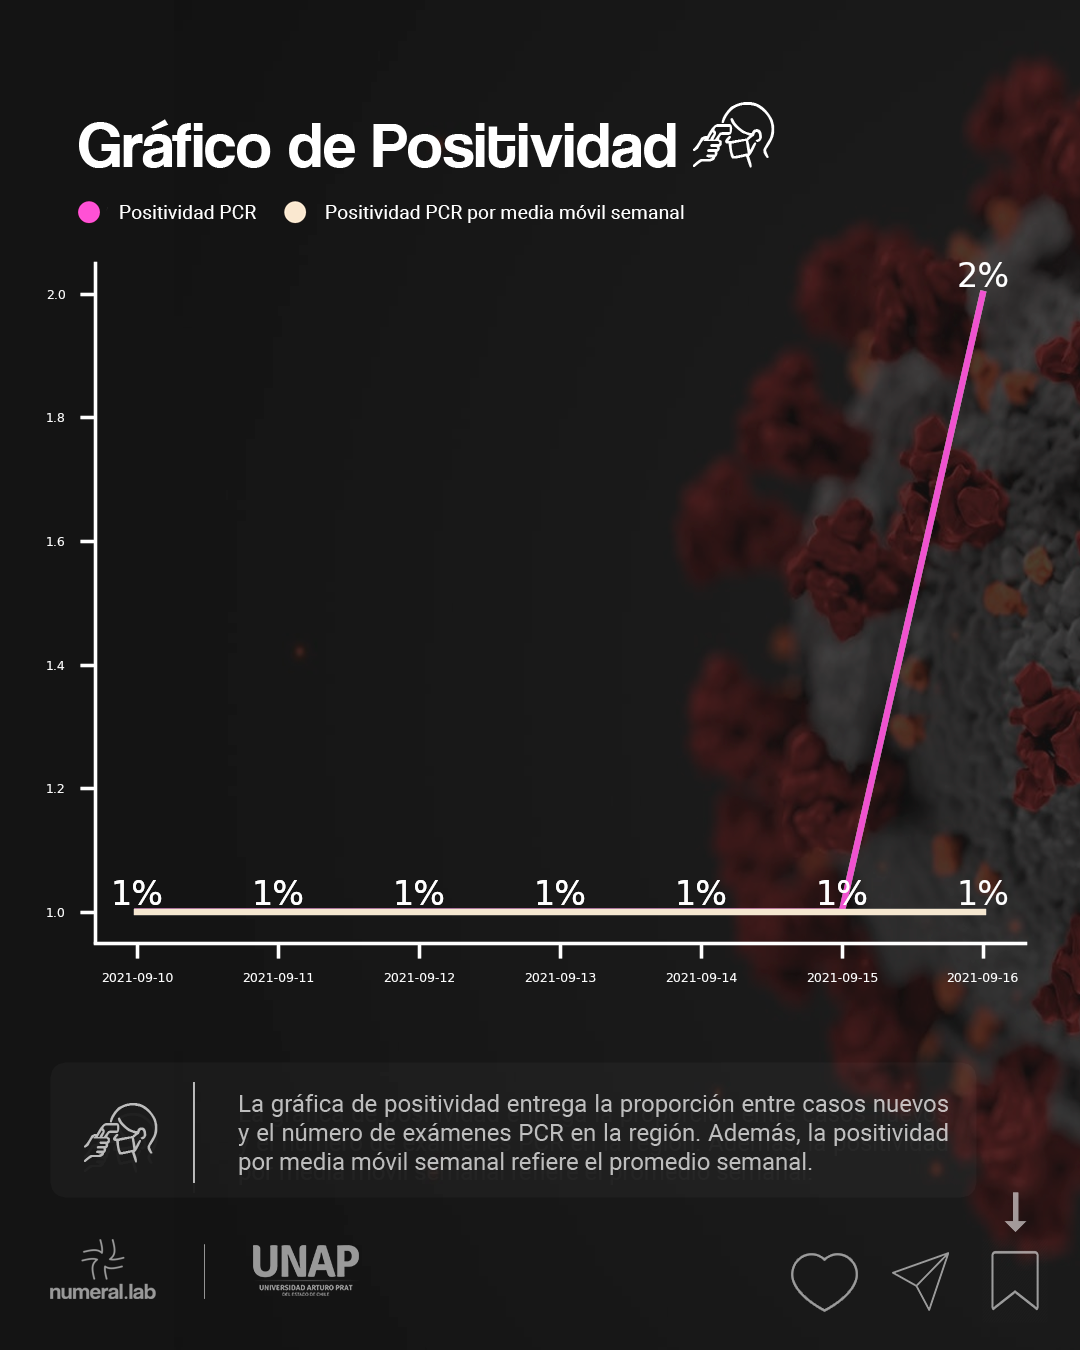 Gráfico de Positividad
Positividad PCR
Positividad PCR por media móvil semanal
2%
2.0
1.8
1.6
1.4
1.2
1.0
1% 1% 1% 1% 1% 1% 1%
2021-09-10 2021-09-11 2021-09-12 2021-09-13 2021-09-14 2021-09-15 2021-09-16
La gráfica de positividad entrega la proporción entre casos nuevos
y el número de exámenes PCR en la región. Además, la positividad
por media móvil semanal refiere el promedio semanal.
numeral.lab
UNAP
UNIVERSIDAD ARTURO PRAT
DEL ESTADO DE CHILE